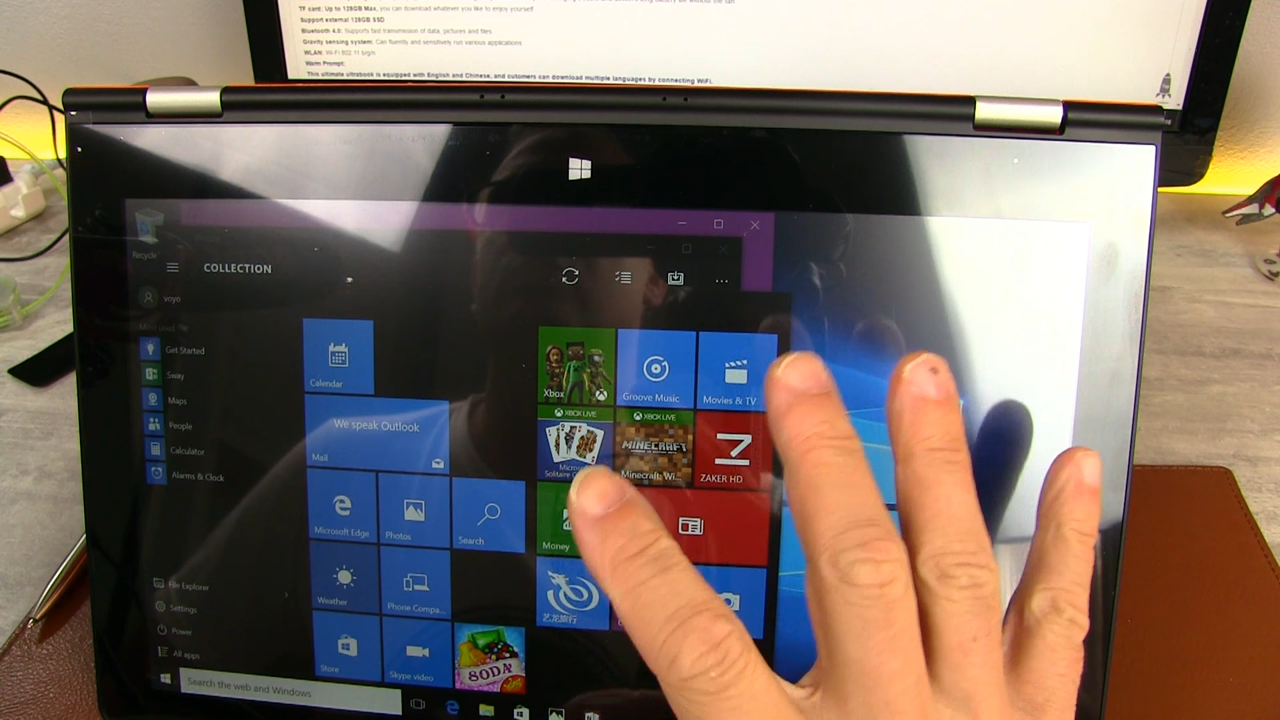 TF card: Up to 128GB Max, you can download whatever you like to enjoy yourself
Support external 128GB SSD
Bluetooth 4.0: Supports fast transmission of data, pictures and files
Gravity sensing system: Can fluently and sensitively run various applications
WLAN: Wi-Fi 802.11 b/g/n
Warm Prompt:
This ultimate ultrabook is equipped with English and Chinese, and cutomers can download multiple languages by connecting WiFi.
Recycle
COLLECTION
voyo
Most used
Get Started
Sway
Maps
People
Calculator
Alarms & Clock
File Explorer
Settings
Power
All apps
Calendar
We speak Outlook
Mail
Microsoft Edge
Photos
Search
Weather
Phone Compa...
Store
Skype video
SODA
Xbox
Groove Music
Movies & TV
XBOX LIVE
Solitaire
XBOX LIVE
MINECRAFT
Minecraft: Wi...
ZAKER HD
Money
艺龙旅行
Search the web and Windows